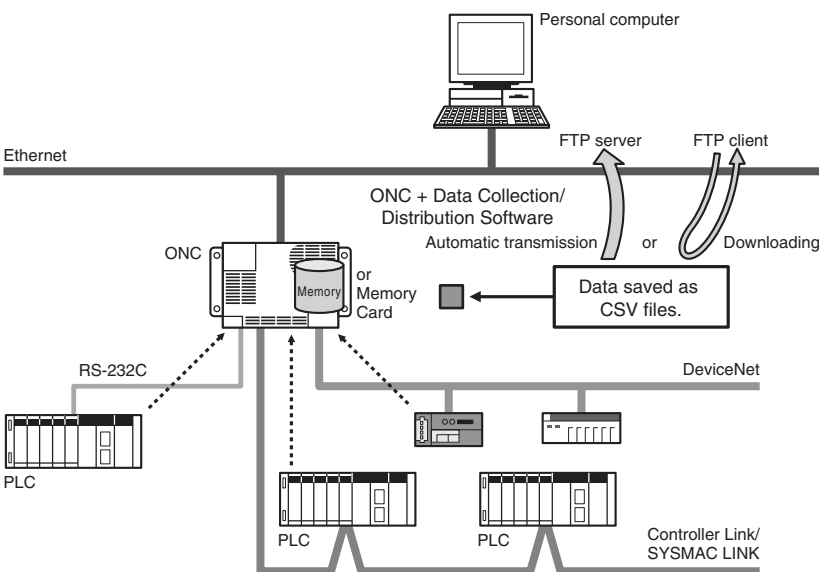 Personal computer
FTP server
FTP client
Ethernet
ONC + Data Collection/
Distribution Software
Automatic transmission
or
Downloading
ONC
Memory
or
Memory
Card
Data saved as
CSV files.
RS-232C
DeviceNet
PLC
PLC
PLC
Controller Link/
SYSMAC LINK